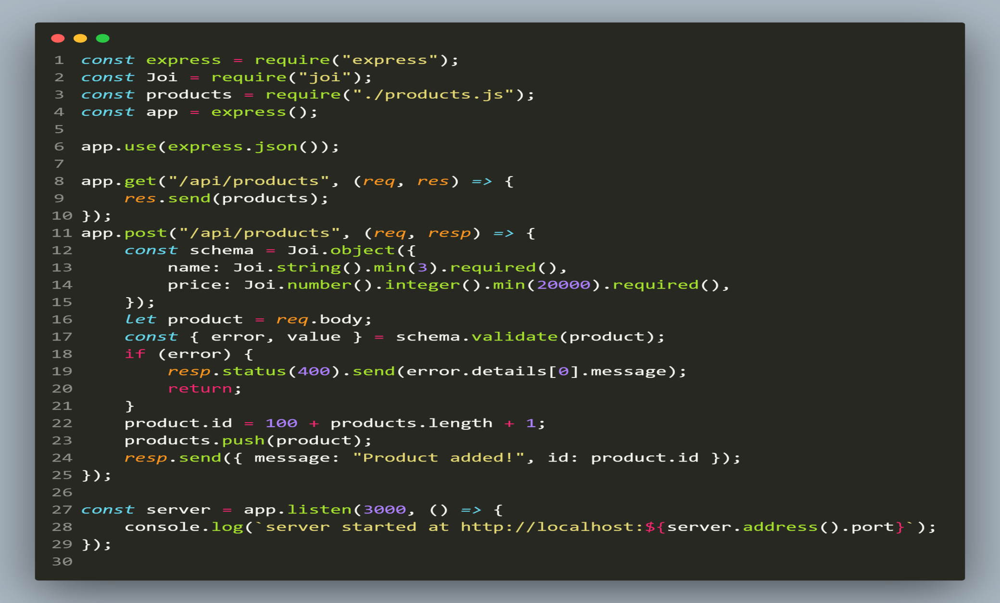 1 const express = require("express");
2 const Joi = require("joi");
3 const products = require("./products.js");
4 const app = express();
5
6 app.use(express.json());
7
8 app.get("/api/products", (req, res) => {
9     res.send(products);
10 });
11 app.post("/api/products", (req, resp) => {
12     const schema = Joi.object({
13         name: Joi.string().min(3).required(),
14         price: Joi.number().integer().min(20000).required(),
15     });
16     let product = req.body;
17     const { error, value } = schema.validate(product);
18     if (error) {
19         resp.status(400).send(error.details[0].message);
20         return;
21     }
22     product.id = 100 + products.length + 1;
23     products.push(product);
24     resp.send({ message: "Product added!", id: product.id });
25 });
26
27 const server = app.listen(3000, () => {
28     console.log(`server started at http://localhost:${server.address().port}`);
29 });
30